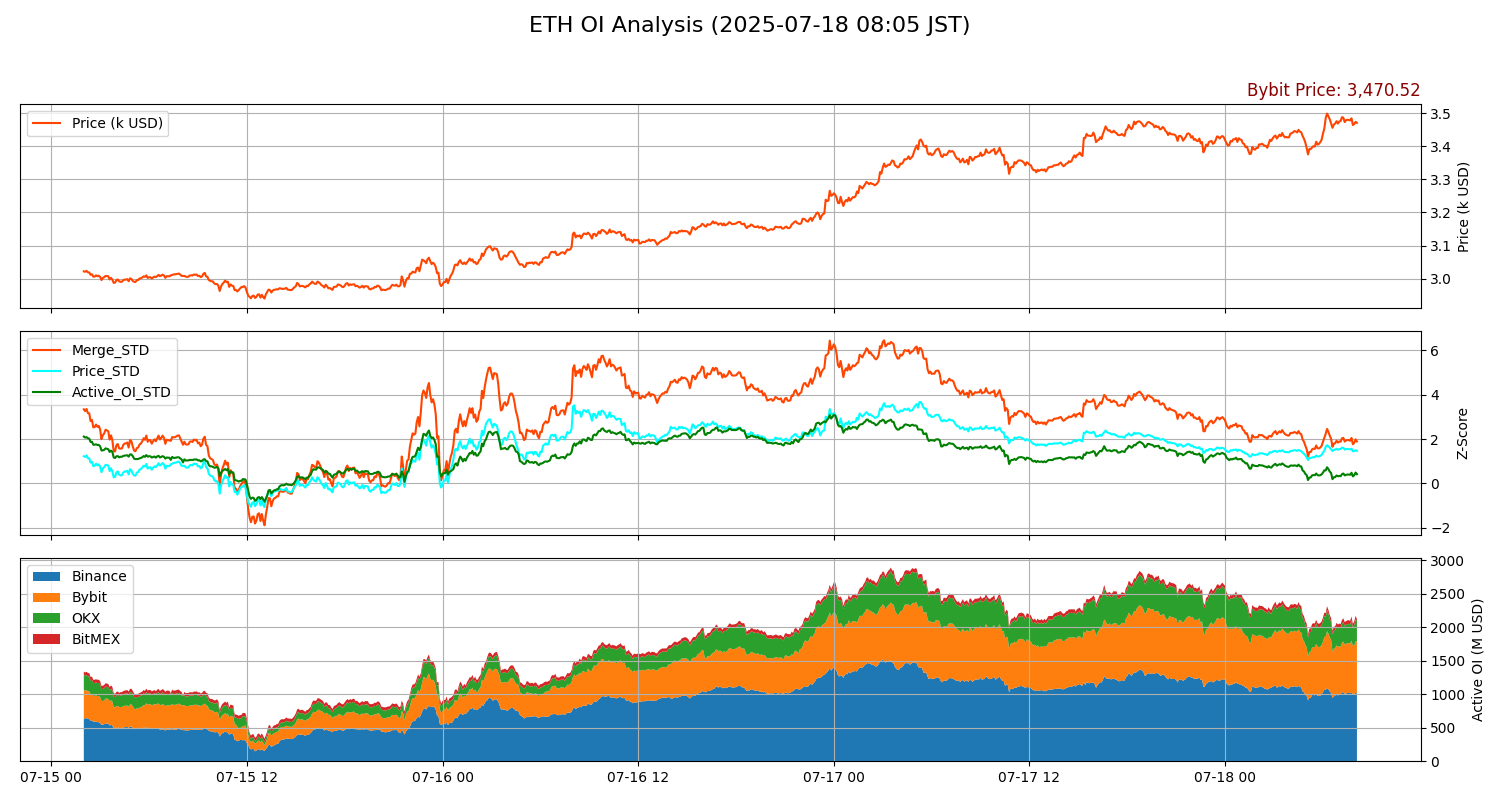 ETH OI Analysis (2025-07-18 08:05 JST)
Bybit Price: 3,470.52
Price (k USD)
3.5
3.4
3.3
3.2
3.1
3.0
Price (k USD)
Merge_STD
Price_STD
Active_OI_STD
6
4
2
0
−2
Z-Score
Binance
Bybit
OKX
BitMEX
3000
2500
2000
1500
1000
500
0
Active OI (M USD)
07-15 00
07-15 12
07-16 00
07-16 12
07-17 00
07-17 12
07-18 00